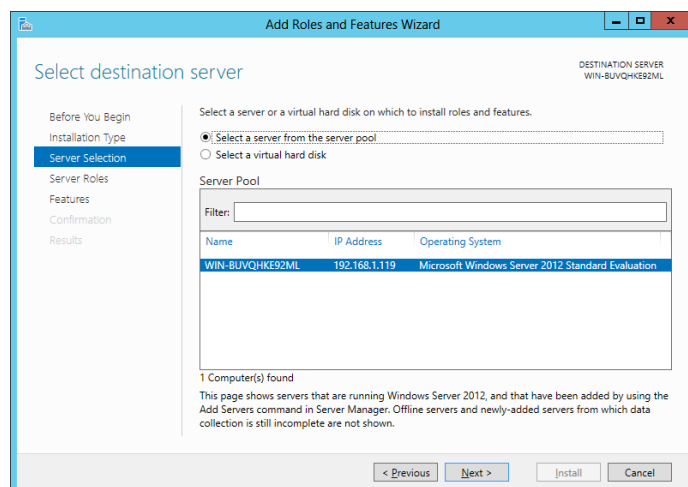 Add Roles and Features Wizard
Select destination server
DESTINATION SERVER
WIN-BUVQHKE92ML
Before You Begin
Installation Type
Server Selection
Server Roles
Features
Confirmation
Results
Select a server or a virtual hard disk on which to install roles and features.
Select a server from the server pool
Select a virtual hard disk
Server Pool
Filter:
Name IP Address Operating System
WIN-BUVQHKE92ML 192.168.1.119 Microsoft Windows Server 2012 Standard Evaluation
1 Computer(s) found
This page shows servers that are running Windows Server 2012, and that have been added by using the
Add Servers command in Server Manager. Offline servers and newly-added servers from which data
collection is still incomplete are not shown.
< Previous Next > Install Cancel